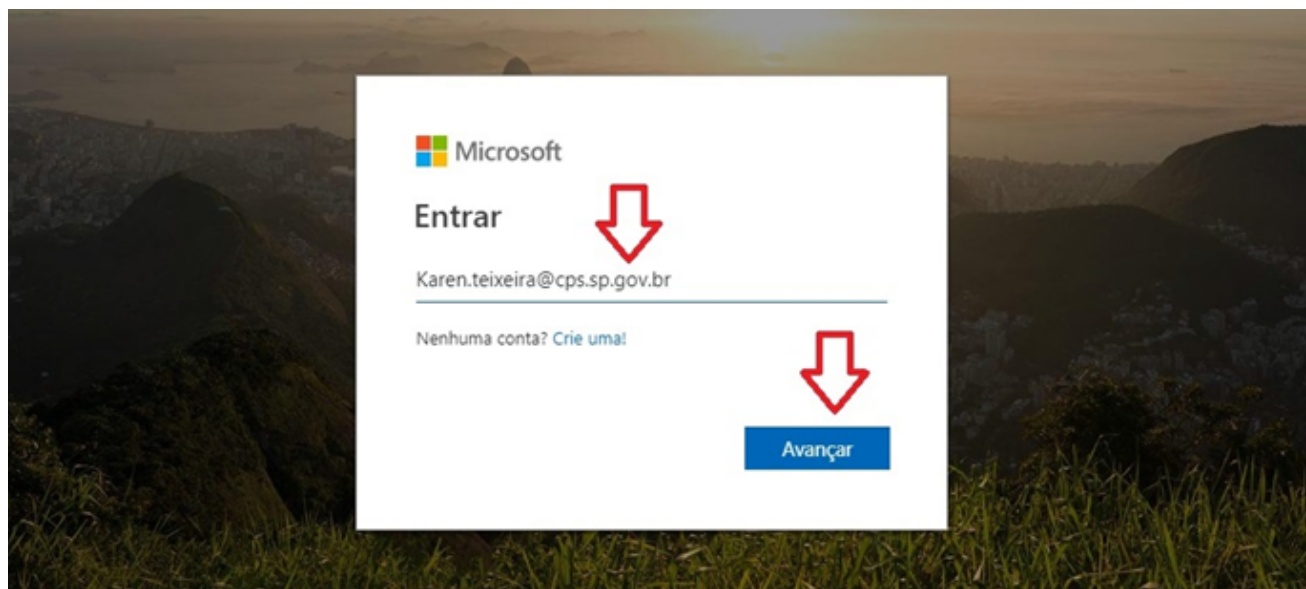 Microsoft
Entrar
Karen.teixeira@cps.sp.gov.br
Nenhuma conta? Crie uma!
Avançar